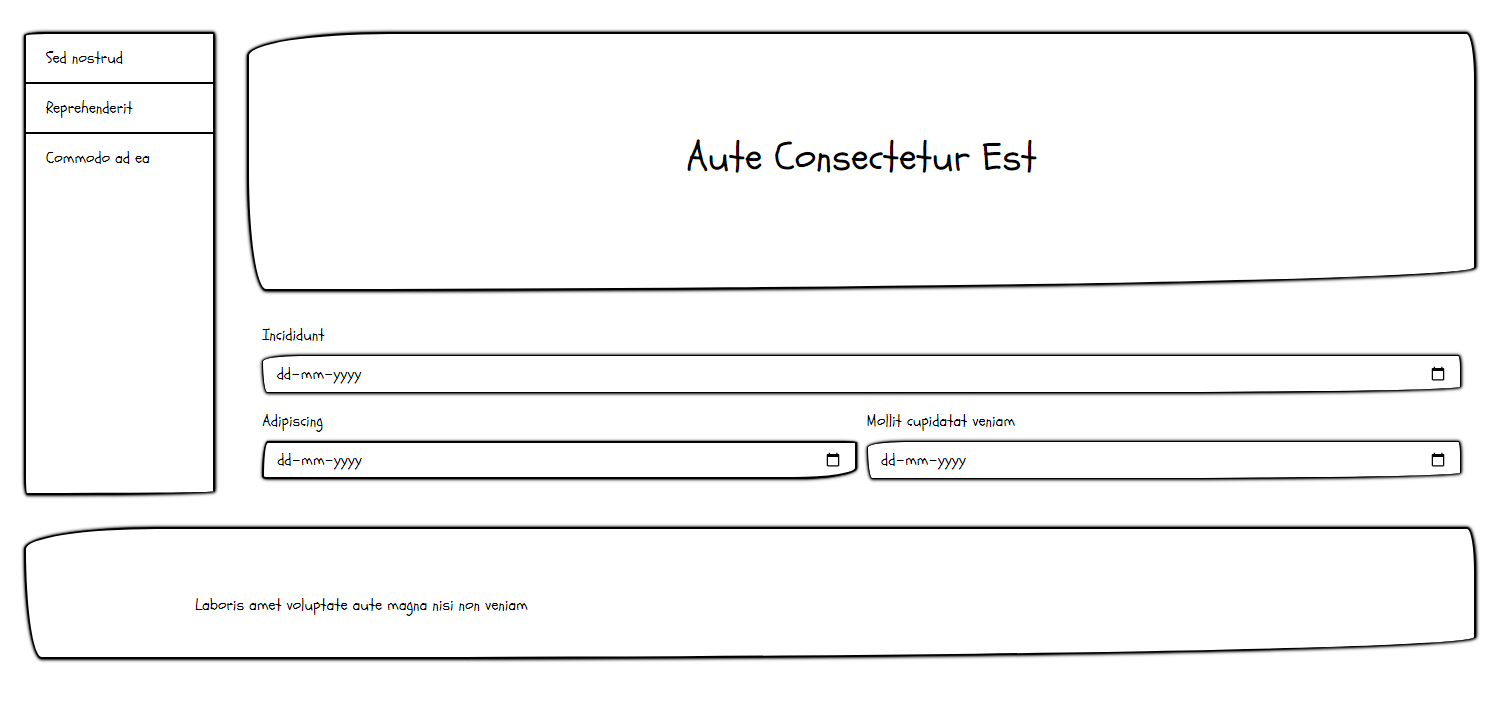 Sed nostrud
Reprehenderit
Commodo ad ea
Aute Consectetur Est
Incididunt
dd-mm-yyyy
Adipiscing
dd-mm-yyyy
Mollit cupidatat veniam
dd-mm-yyyy
Laboris amet voluptate aute magna nisi non veniam